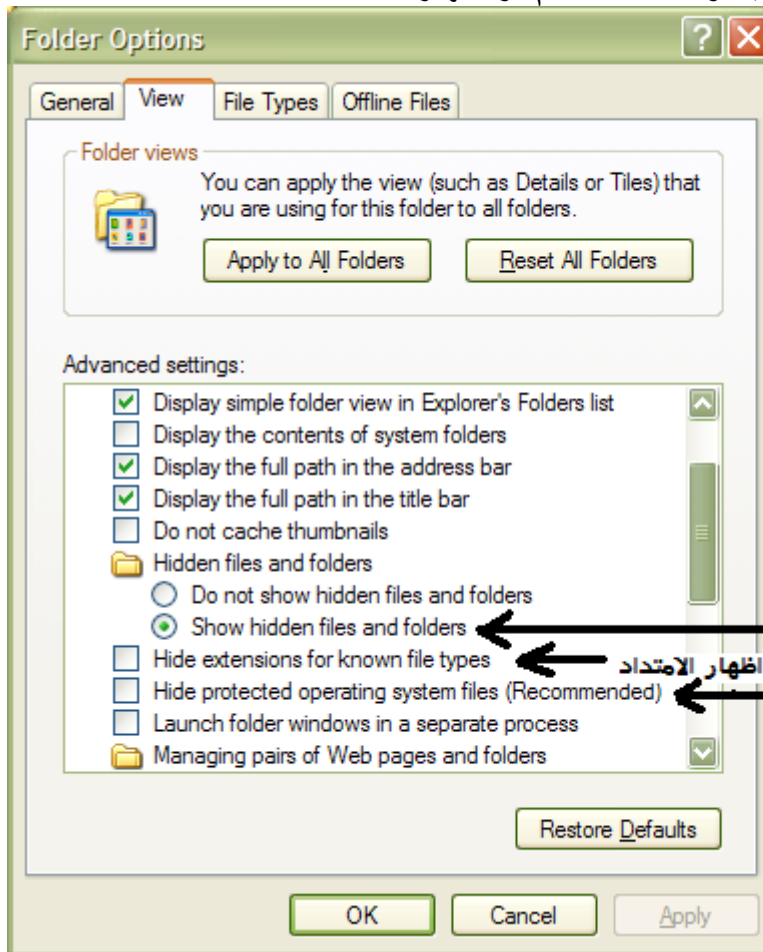 Folder Options
General View File Types Offline Files
Folder views
You can apply the view (such as Details or Tiles) that
you are using for this folder to all folders.
Apply to All Folders Reset All Folders
Advanced settings:
Display simple folder view in Explorer's Folders list
Display the contents of system folders
Display the full path in the address bar
Display the full path in the title bar
Do not cache thumbnails
Hidden files and folders
Do not show hidden files and folders
Show hidden files and folders
Hide extensions for known file types اظهار الامتداد
Hide protected operating system files (Recommended)
Launch folder windows in a separate process
Managing pairs of Web pages and folders
Restore Defaults
OK Cancel Apply